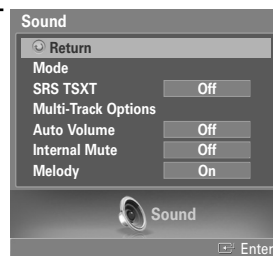 Sound
Return
Mode
SRS TSXT Off
Multi-Track Options
Auto Volume Off
Internal Mute Off
Melody On
Sound
Enter